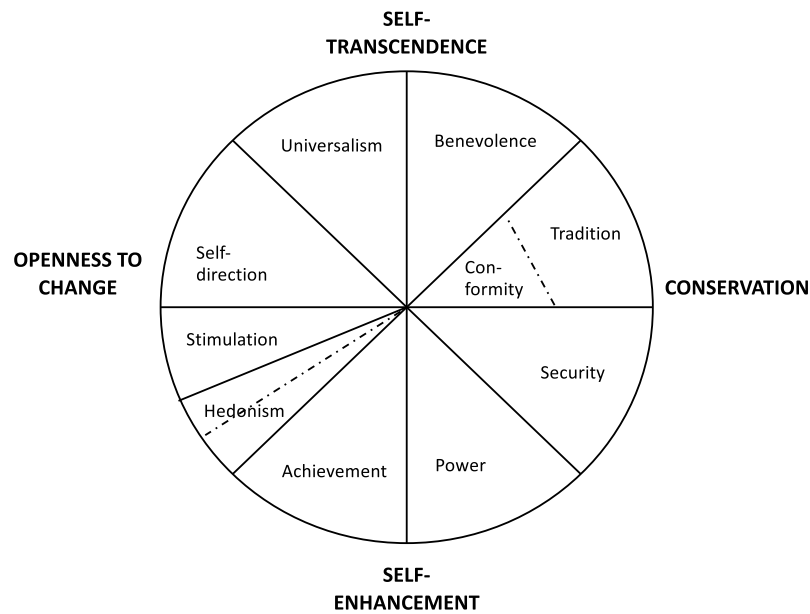 SELF-
TRANSCENDENCE
Universalism
Benevolence
Tradition
Self-
direction
Con-
formity
OPENNESS TO
CHANGE
CONSERVATION
Stimulation
Security
Hedonism
Achievement
Power
SELF-
ENHANCEMENT